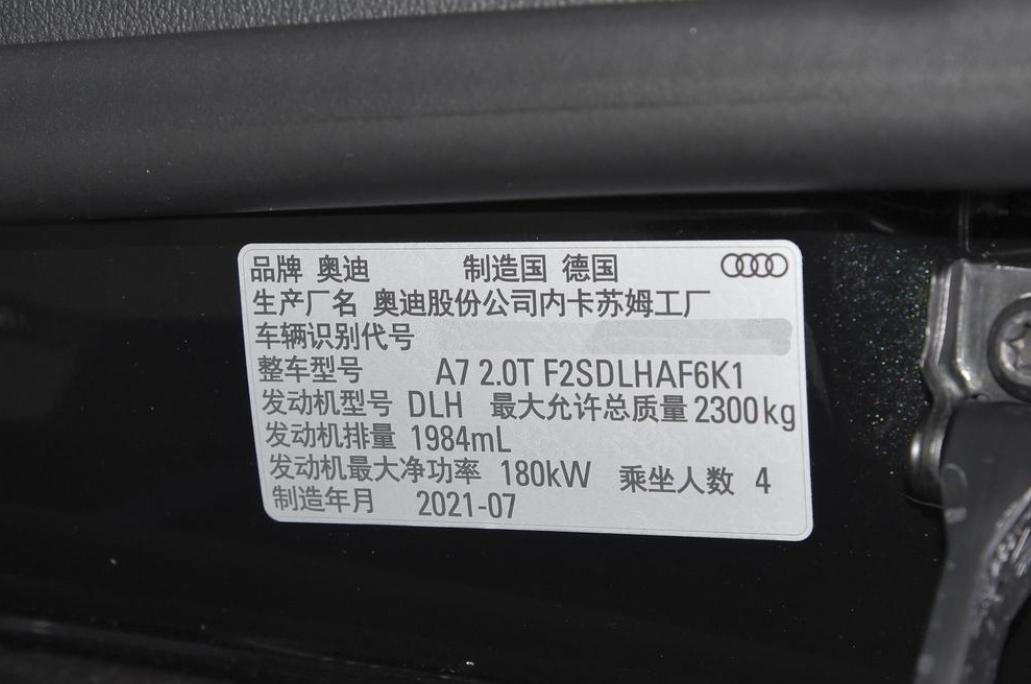 品牌 奥迪 制造国 德国
生产厂名 奥迪股份公司内卡苏姆工厂
车辆识别代号
整车型号 A7 2.0T F2SDLHAF6K1
发动机型号 DLH 最大允许总质量 2300kg
发动机排量 1984mL
发动机最大净功率 180kW 乘坐人数 4
制造年月 2021-07